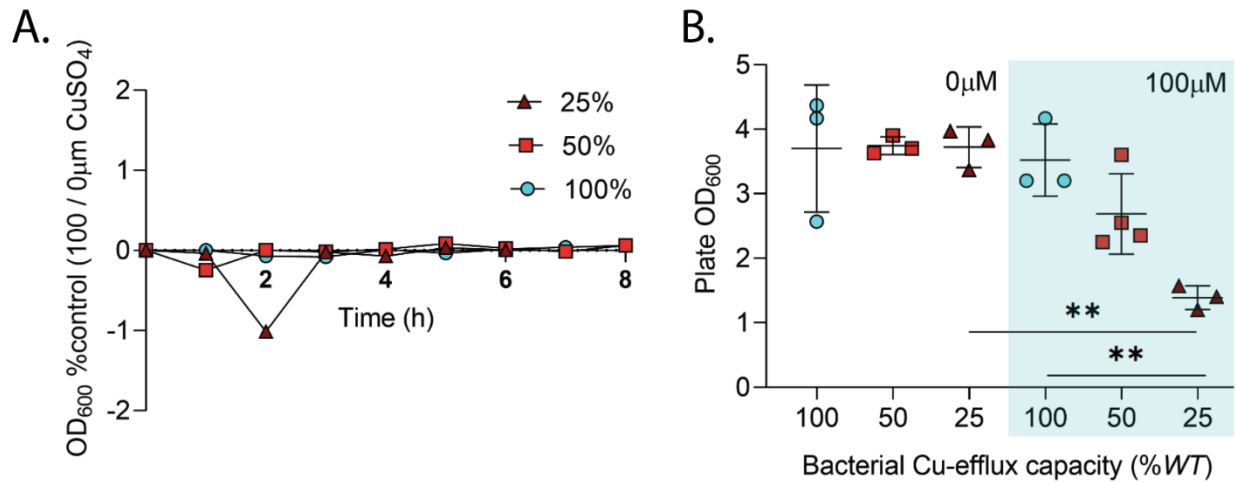 A.
OD600 %control (100 / 0µm CuSO4)
2
1
0
-1
-2
2
4
6
8
Time (h)
25%
50%
100%
B.
Plate OD600
5
4
3
2
1
0
0µM
100µM
**
**
100 50 25 100 50 25
Bacterial Cu-efflux capacity (%WT)